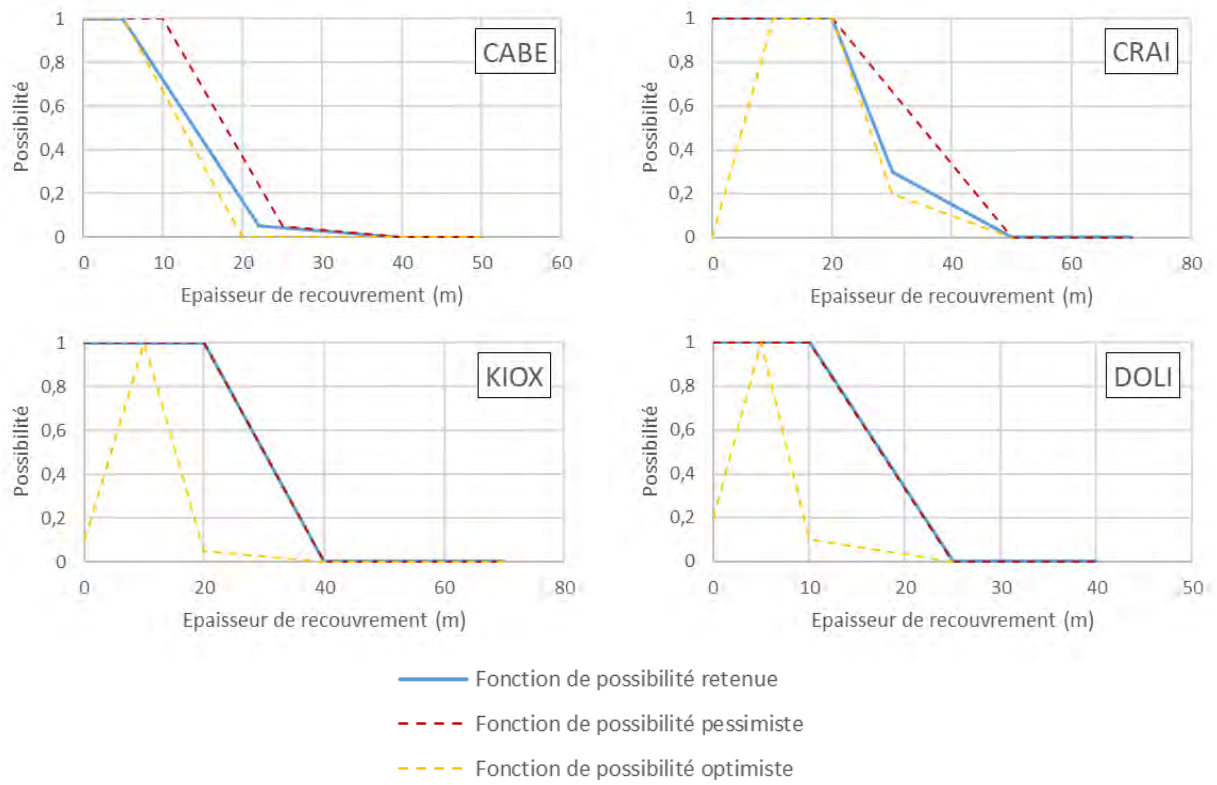 CABE
Possibilité
1
0,8
0,6
0,4
0,2
0
0 10 20 30 40 50 60
Epaisseur de recouvrement (m)
CRAI
Possibilité
1
0,8
0,6
0,4
0,2
0
0 20 40 60 80
Epaisseur de recouvrement (m)
KIOX
Possibilité
1
0,8
0,6
0,4
0,2
0
0 20 40 60 80
Epaisseur de recouvrement (m)
DOLI
Possibilité
1
0,8
0,6
0,4
0,2
0
0 10 20 30 40 50
Epaisseur de recouvrement (m)
Fonction de possibilité retenue
Fonction de possibilité pessimiste
Fonction de possibilité optimiste